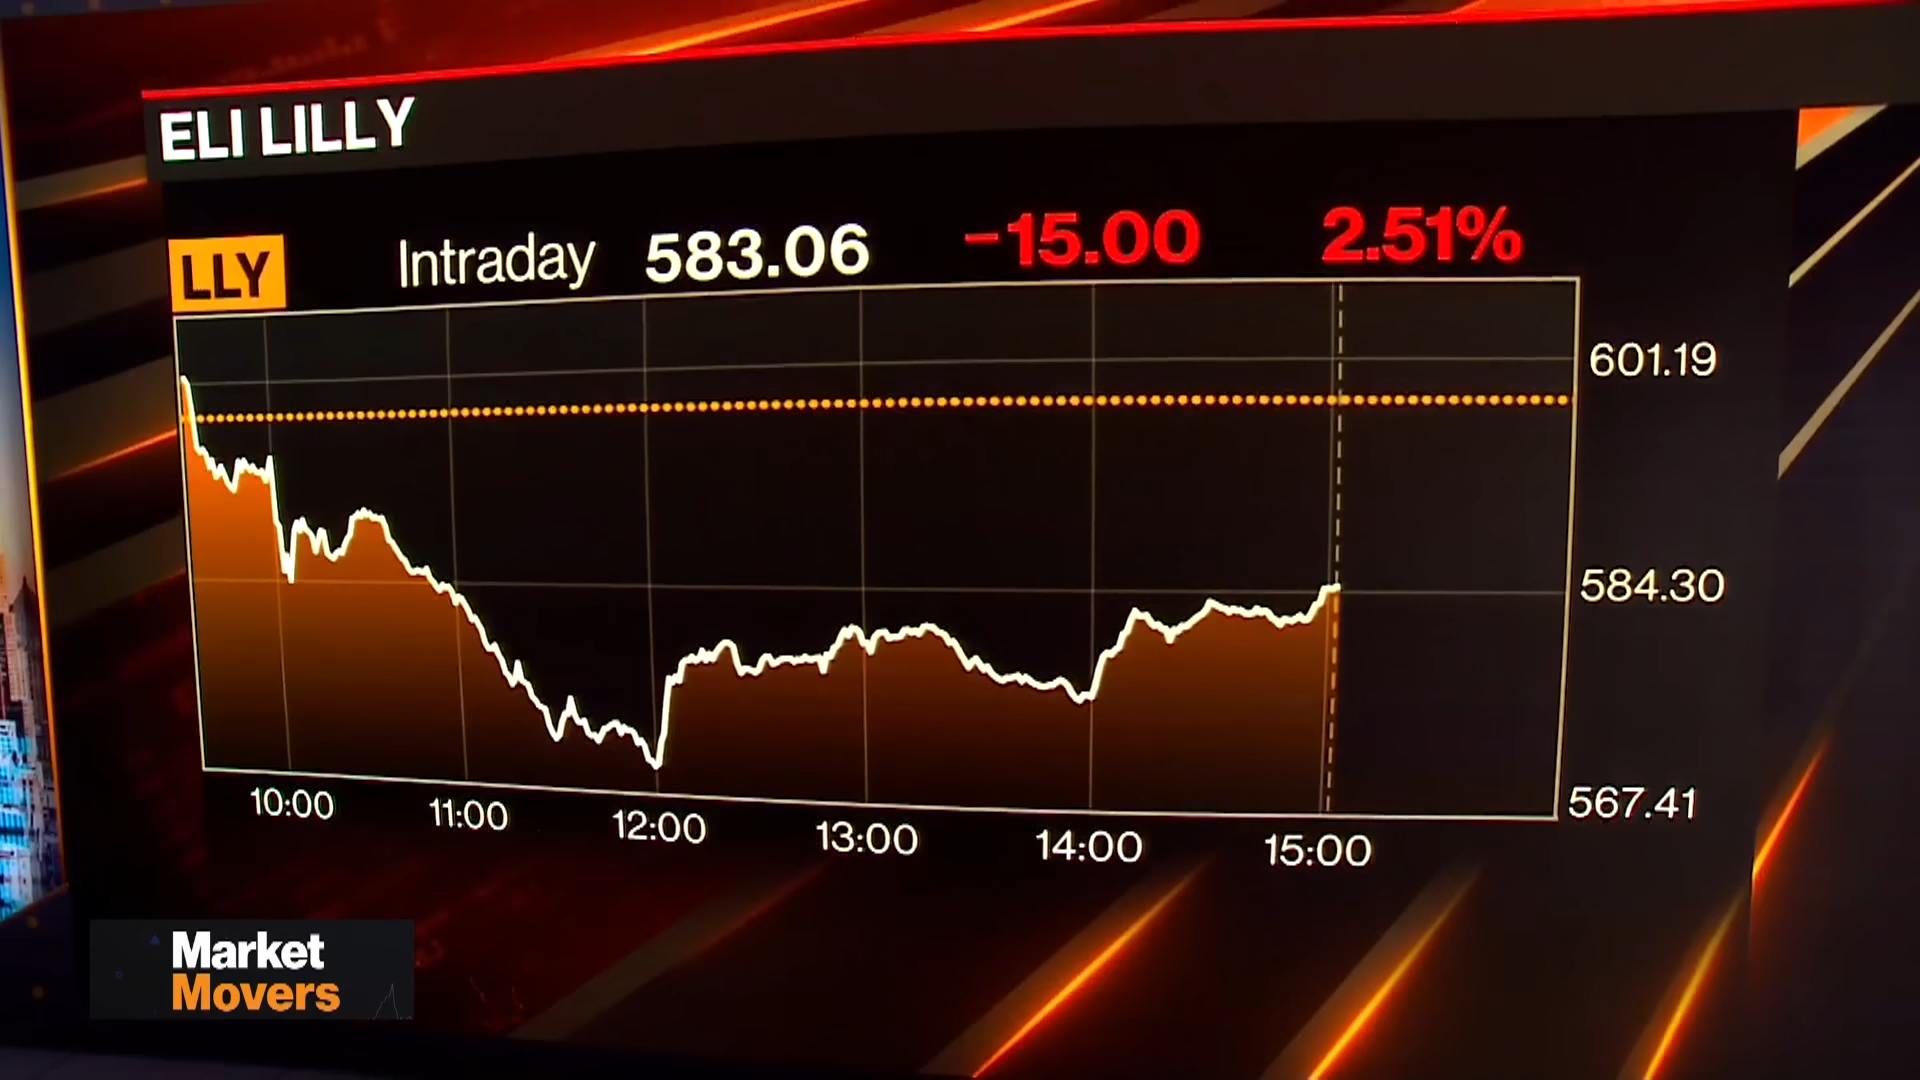 ELI LILLY
LLY Intraday 583.06 -15.00 2.51%
601.19
584.30
567.41
10:00 11:00 12:00 13:00 14:00 15:00
Market
Movers